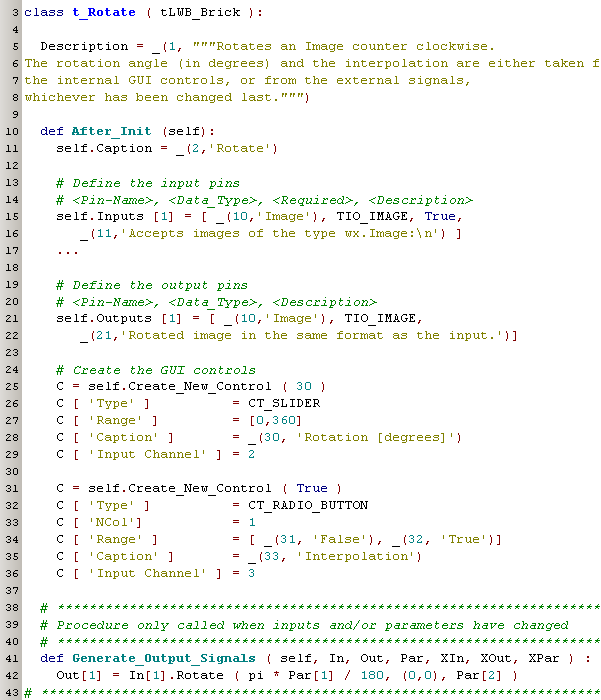 3 class t_Rotate ( tLWB_Brick ):
4
5 Description = _(1, """Rotates an Image counter clockwise.
6 The rotation angle (in degrees) and the interpolation are either taken f
7 the internal GUI controls, or from the external signals,
8 whichever has been changed last.""")
9
10 def After_Init (self):
11 self.Caption = _(2,'Rotate')
12
13 # Define the input pins
14 # <Pin-Name>, <Data_Type>, <Required>, <Description>
15 self.Inputs [1] = [ _(10,'Image'), TIO_IMAGE, True,
16 _(11,'Accepts images of the type wx.Image:\n') ]
17 ...
18
19 # Define the output pins
20 # <Pin-Name>, <Data_Type>, <Description>
21 self.Outputs [1] = [ _(10,'Image'), TIO_IMAGE,
22 _(21,'Rotated image in the same format as the input.')]
23
24 # Create the GUI controls
25 C = self.Create_New_Control ( 30 )
26 C [ 'Type' ] = CT_SLIDER
27 C [ 'Range' ] = [0,360]
28 C [ 'Caption' ] = _(30, 'Rotation [degrees]')
29 C [ 'Input Channel' ] = 2
30
31 C = self.Create_New_Control ( True )
32 C [ 'Type' ] = CT_RADIO_BUTTON
33 C [ 'NCol'] = 1
34 C [ 'Range' ] = [ _(31, 'False'), _(32, 'True')]
35 C [ 'Caption' ] = _(33, 'Interpolation')
36 C [ 'Input Channel' ] = 3
37
38 # *********************************************************************
39 # Procedure only called when inputs and/or parameters have changed
40 # *********************************************************************
41 def Generate_Output_Signals ( self, In, Out, Par, XIn, XOut, XPar ) :
42 Out[1] = In[1].Rotate ( pi * Par[1] / 180, (0,0), Par[2] )
43 # ***********************************************************************